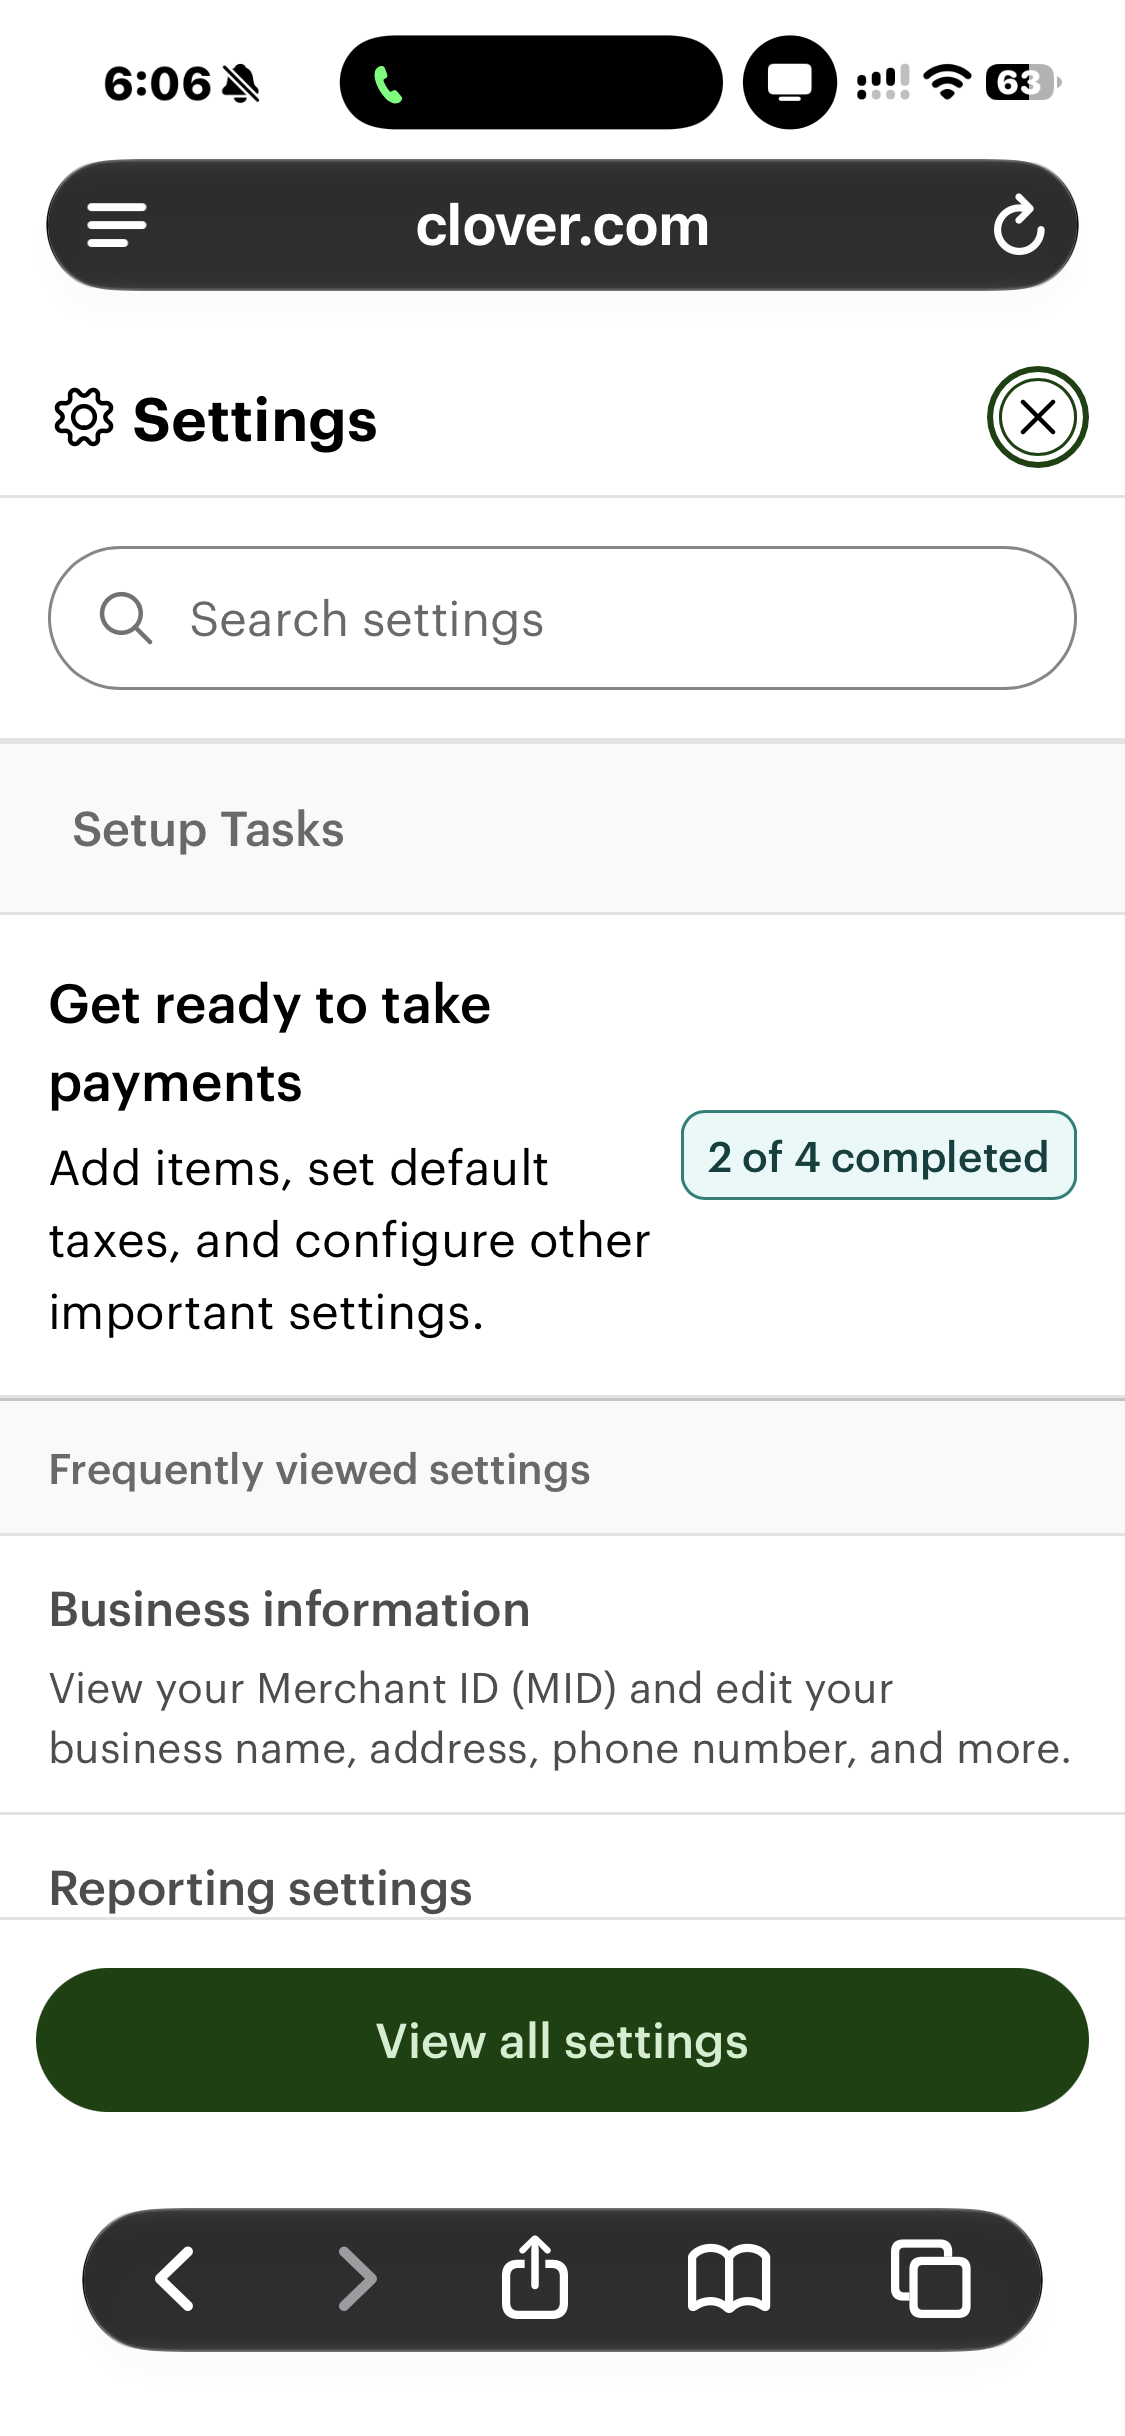 6:06
63
clover.com
Settings
Search settings
Setup Tasks
Get ready to take
payments
Add items, set default
taxes, and configure other
important settings.
2 of 4 completed
Frequently viewed settings
Business information
View your Merchant ID (MID) and edit your
business name, address, phone number, and more.
Reporting settings
View all settings